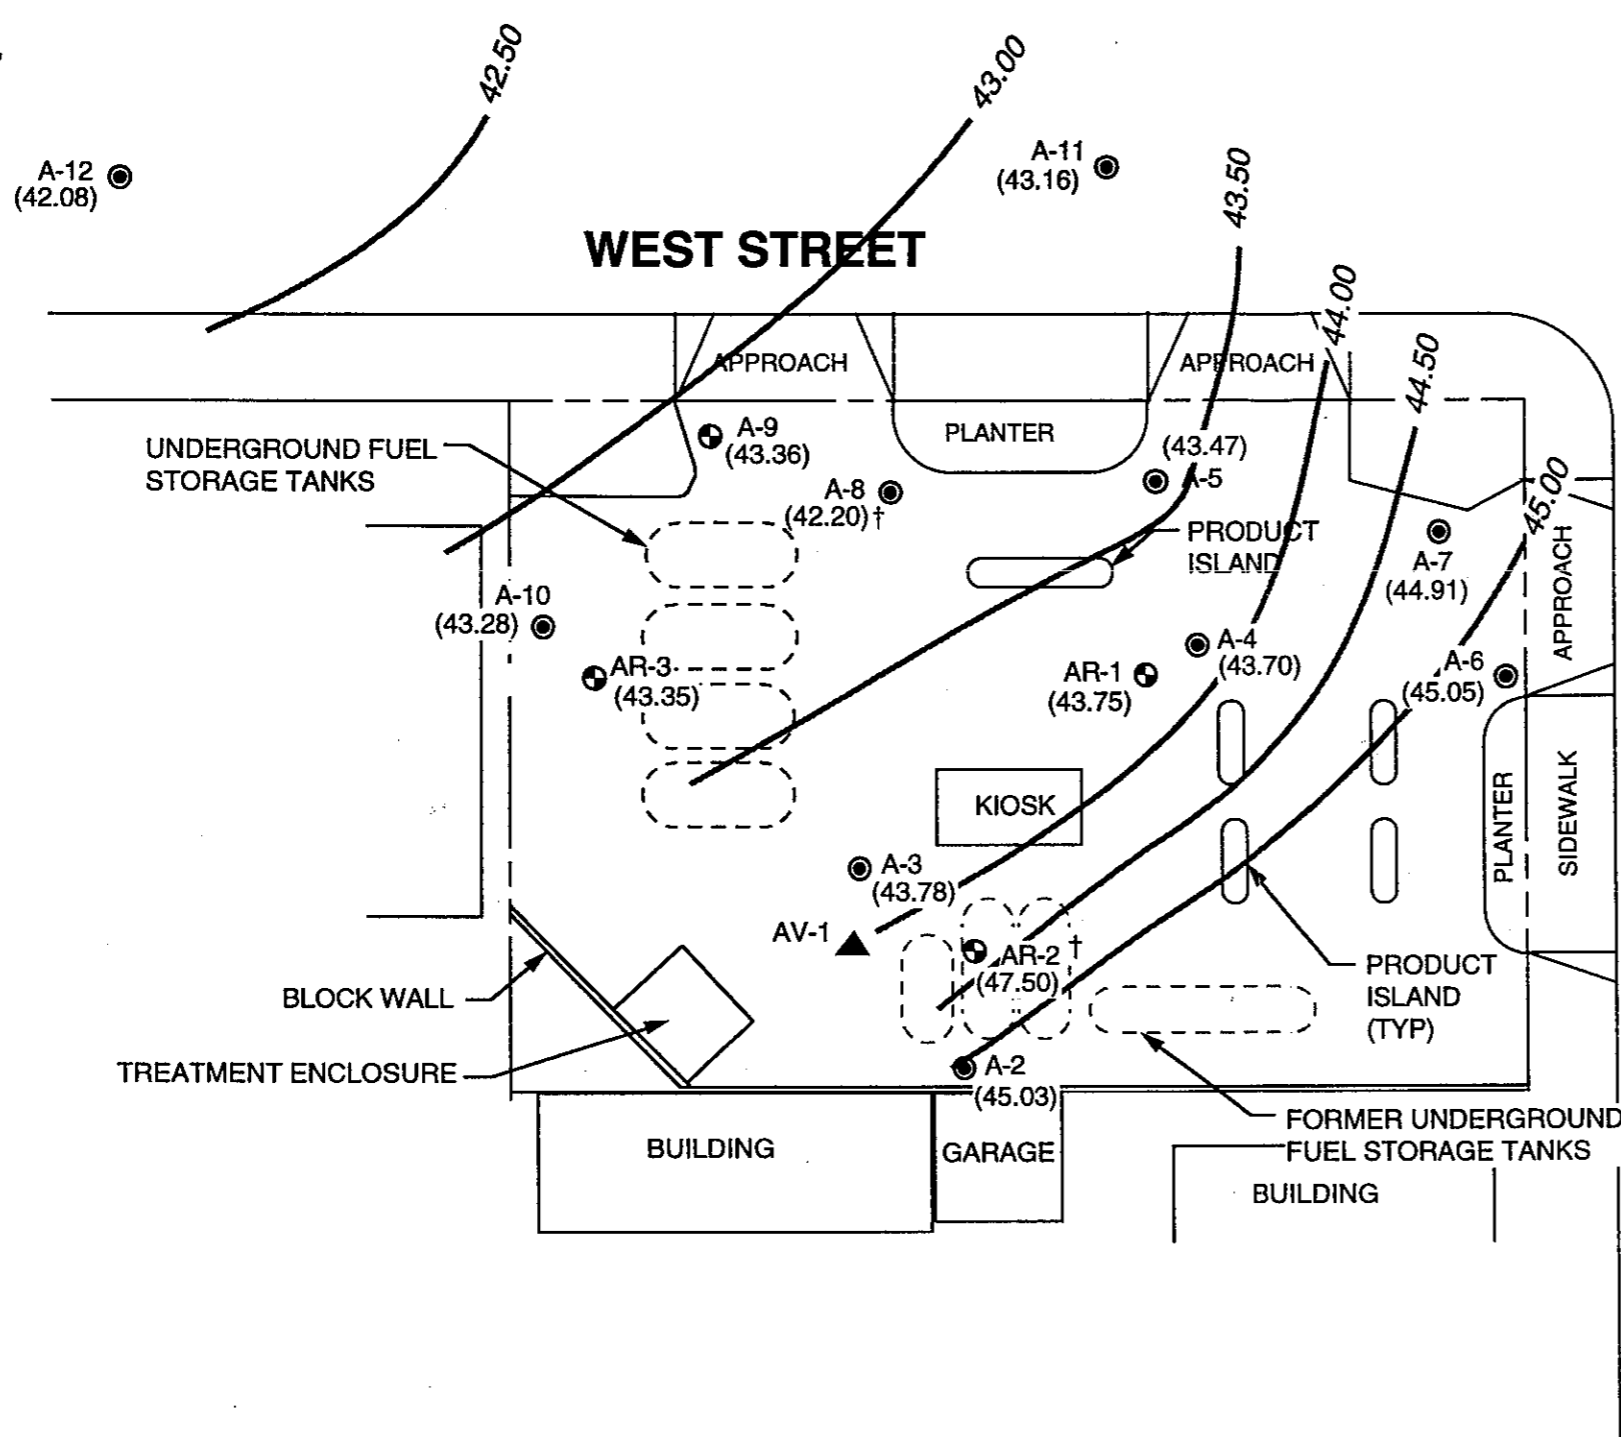 42.50
43.00
A-12
(42.08)
A-11
(43.16)
43.50
WEST STREET
44.00
APPROACH
APPROACH
44.50
UNDERGROUND FUEL
STORAGE TANKS
A-9
(43.36)
PLANTER
(43.47)
A-5
A-8
(42.20)†
45.00
PRODUCT
ISLAND
A-7
(44.91)
APPROACH
A-10
(43.28)
AR-3
(43.35)
AR-1
(43.75)
A-4
(43.70)
A-6
(45.05)
KIOSK
PLANTER
SIDEWALK
A-3
(43.78)
AV-1
AR-2†
(47.50)
PRODUCT
ISLAND
(TYP)
BLOCK WALL
TREATMENT ENCLOSURE
A-2
(45.03)
FORMER UNDERGROUND
FUEL STORAGE TANKS
BUILDING
GARAGE
BUILDING